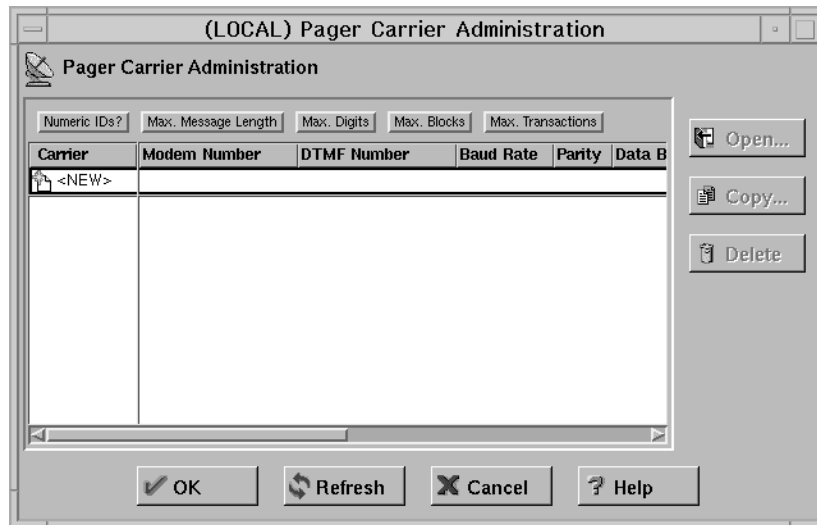 (LOCAL) Pager Carrier Administration
Pager Carrier Administration
Numeric IDs? Max. Message Length Max. Digits Max. Blocks Max. Transactions
Carrier Modem Number DTMF Number Baud Rate Parity Data B
<NEW>
Open...
Copy...
Delete
OK Refresh Cancel Help